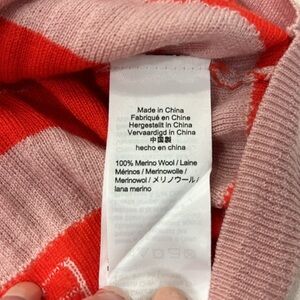 Made in China
Fabriqué en Chine
Hergestellt in China
Vervaardigd in China
中国製
hecho en china
100% Merino Wool / Laine
Mérinos / Merinowolle /
Merinowol / メリノウール /
lana merino